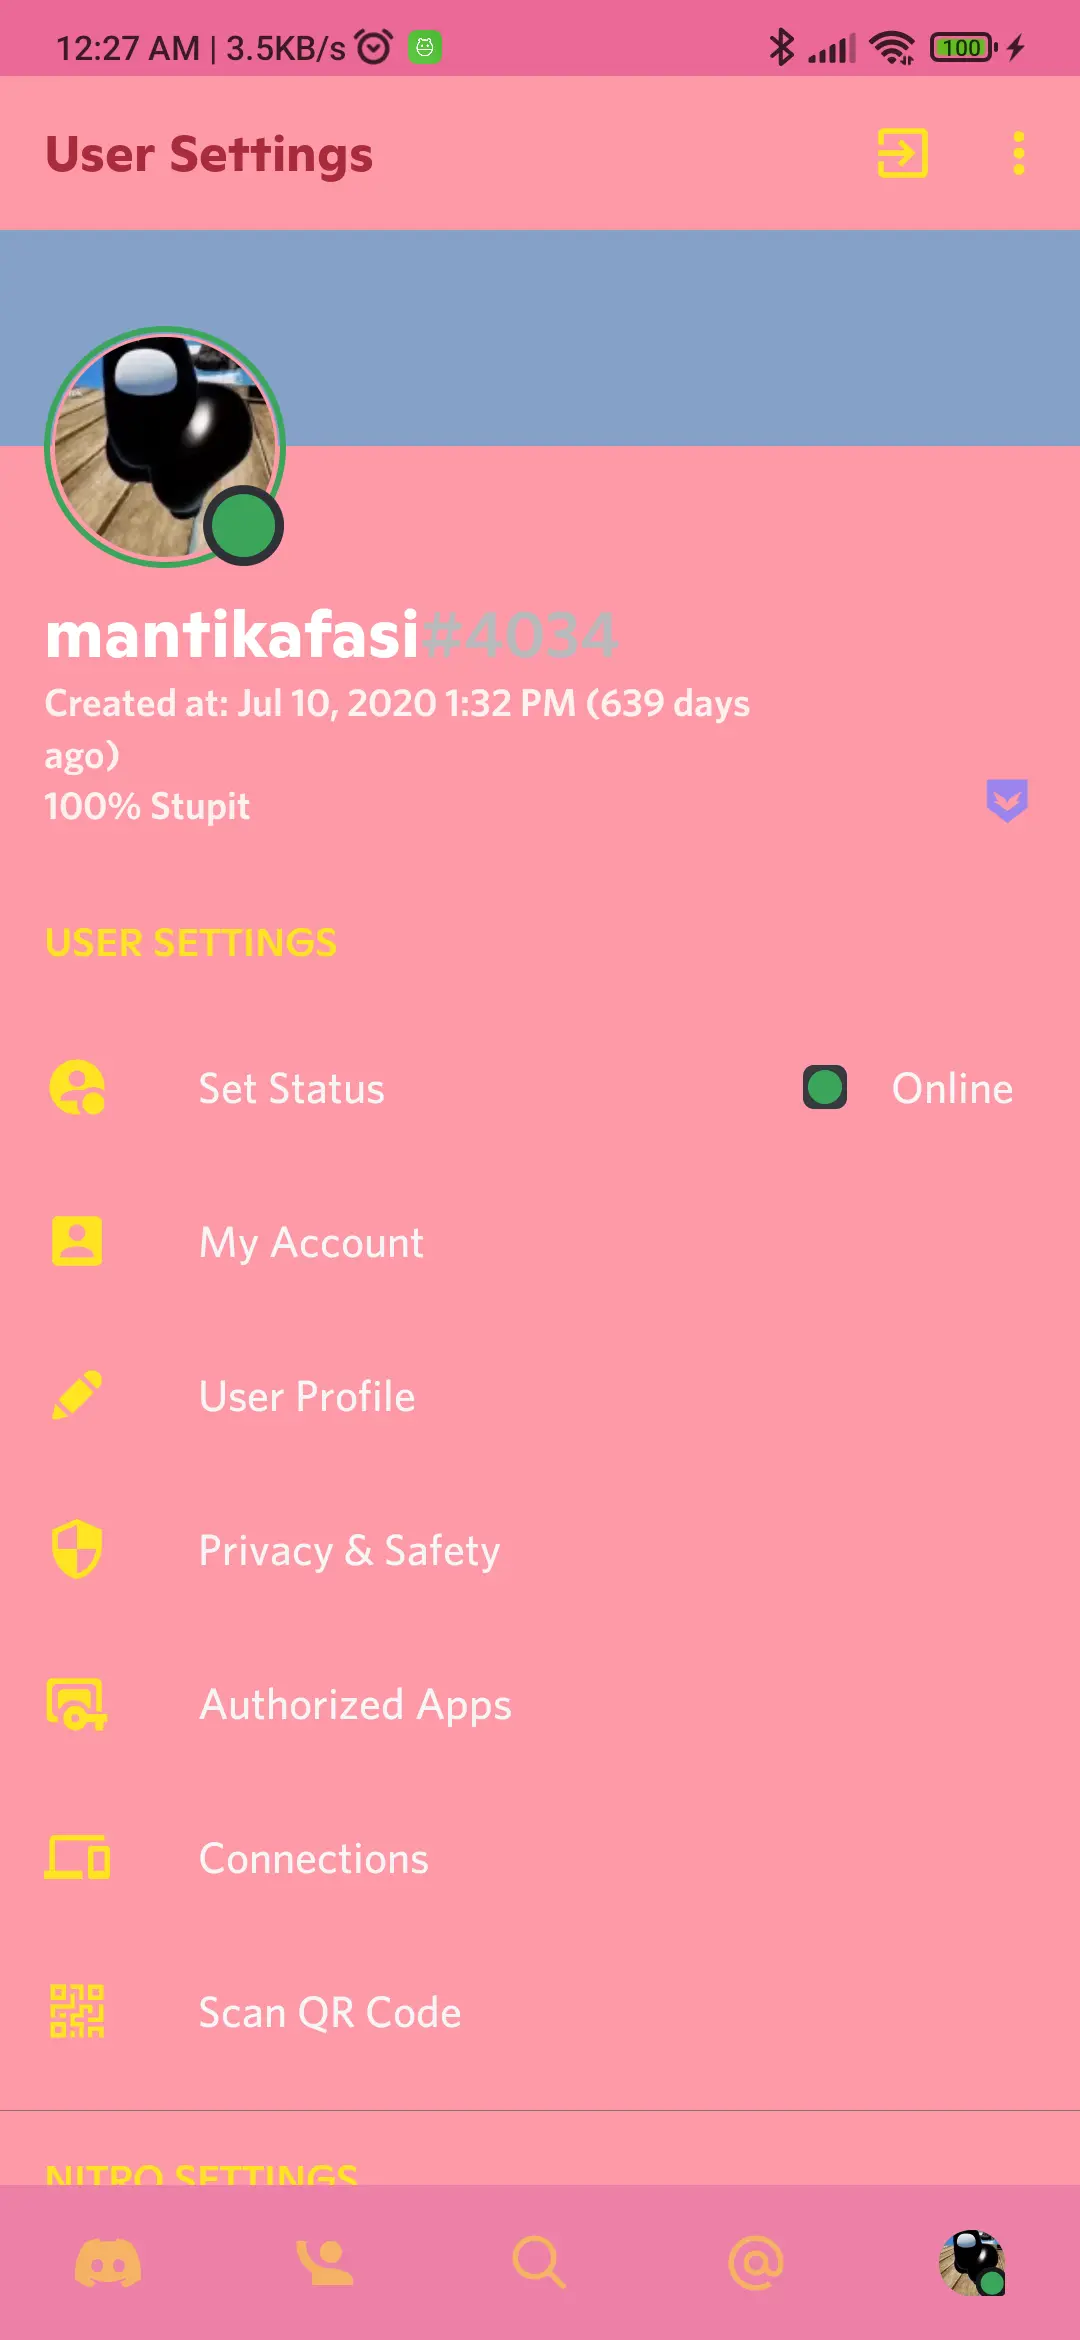 12:27 AM | 3.5KB/s
100
User Settings
mantikafasi#4034
Created at: Jul 10, 2020 1:32 PM (639 days
ago)
100% Stupit
USER SETTINGS
Set Status
Online
My Account
User Profile
Privacy & Safety
Authorized Apps
Connections
Scan QR Code
NITRO SETTINGS